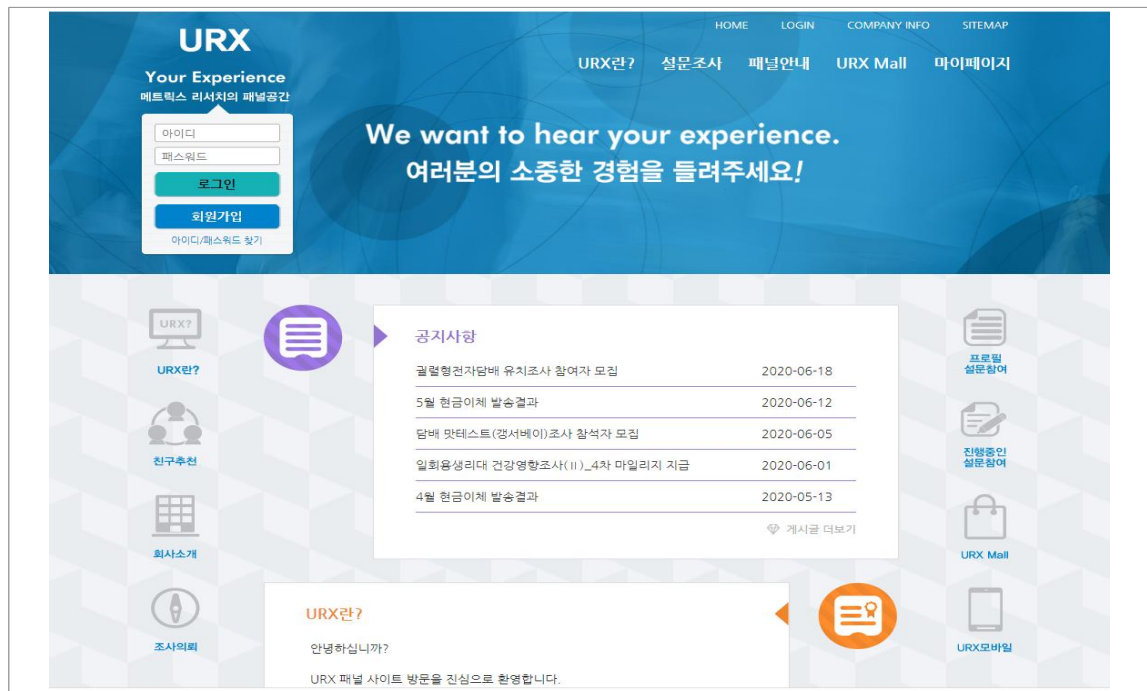 URX
Your Experience
메트릭스 리서치의 패널공간
아이디
패스워드
로그인
회원가입
아이디/패스워드 찾기
HOME LOGIN COMPANY INFO SITEMAP
URX란? 설문조사 패널안내 URX Mall 마이페이지
We want to hear your experience.
여러분의 소중한 경험을 들려주세요!
URX?
URX란?
친구추천
회사소개
조사의뢰
공지사항
궐렬형전자담배 유치조사 참여자 모집 2020-06-18
5월 현금이체 발송결과 2020-06-12
담배 맛테스트(갱서베이)조사 참석자 모집 2020-06-05
일회용생리대 건강영향조사(II)_4차 마일리지 지급 2020-06-01
4월 현금이체 발송결과 2020-05-13
게시글 더보기
URX란?
안녕하십니까?
URX 패널 사이트 방문을 진심으로 환영합니다.
프로필
설문참여
진행중인
설문참여
URX Mall
URX모바일